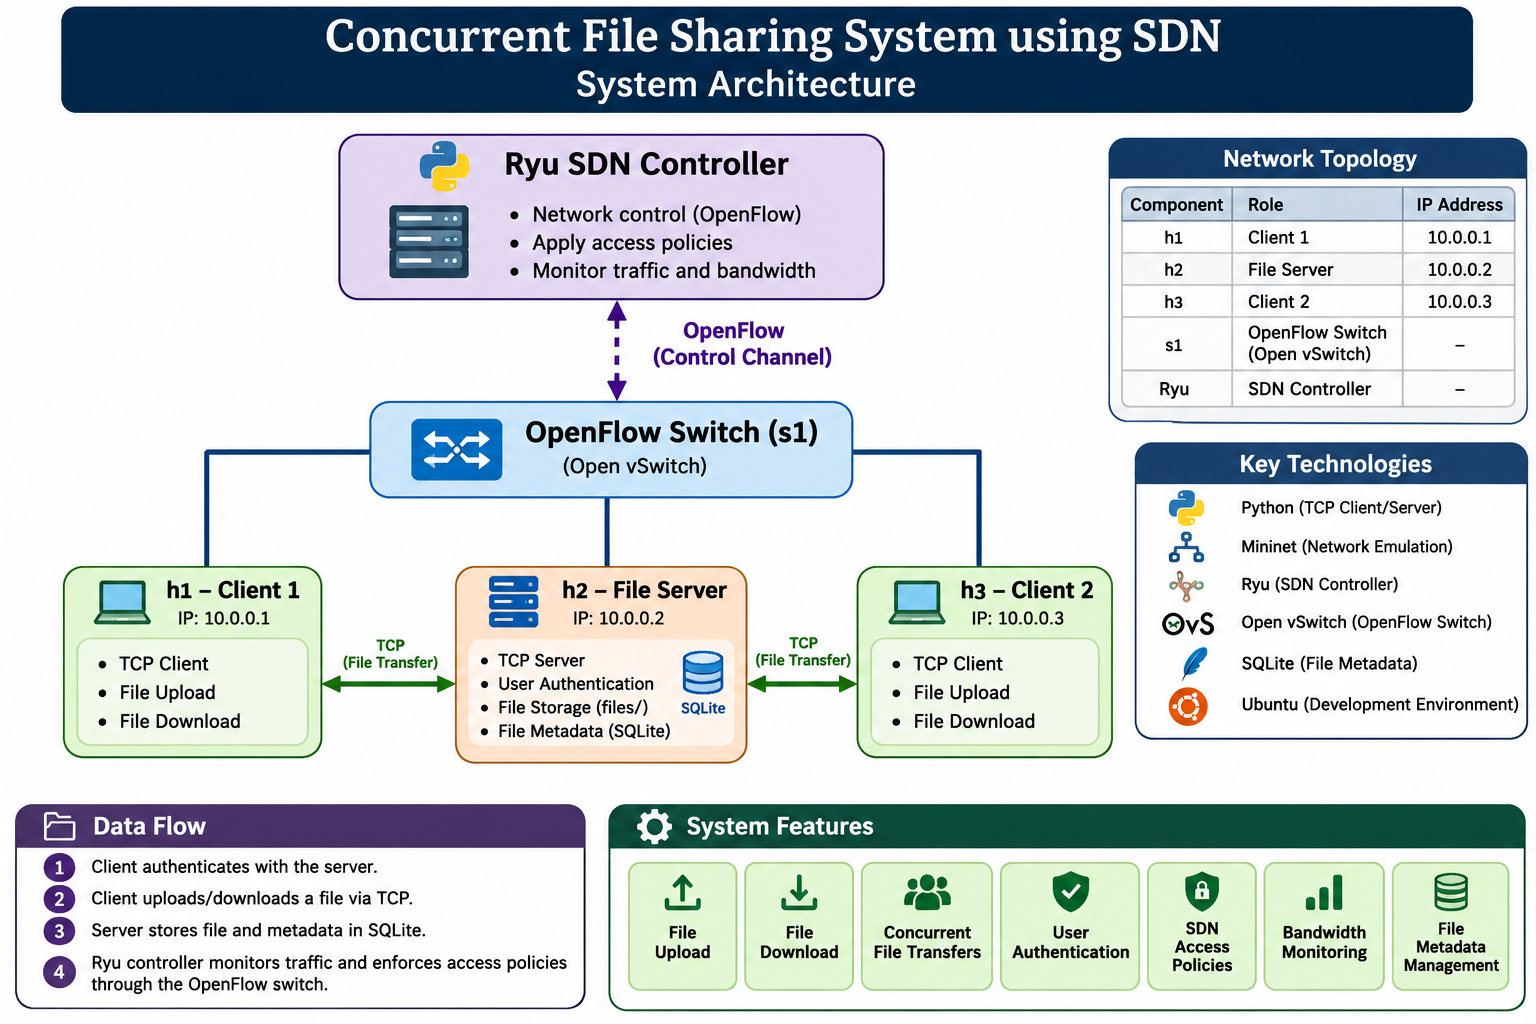 Concurrent File Sharing System using SDN
System Architecture
Ryu SDN Controller
• Network control (OpenFlow)
• Apply access policies
• Monitor traffic and bandwidth
OpenFlow
(Control Channel)
OpenFlow Switch (s1)
(Open vSwitch)
h1 – Client 1
IP: 10.0.0.1
• TCP Client
• File Upload
• File Download
TCP
(File Transfer)
h2 – File Server
IP: 10.0.0.2
• TCP Server
• User Authentication
• File Storage (files/)
• File Metadata (SQLite)
SQLite
TCP
(File Transfer)
h3 – Client 2
IP: 10.0.0.3
• TCP Client
• File Upload
• File Download
Network Topology
Component Role IP Address
h1 Client 1 10.0.0.1
h2 File Server 10.0.0.2
h3 Client 2 10.0.0.3
s1 OpenFlow Switch
(Open vSwitch) –
Ryu SDN Controller –
Key Technologies
Python (TCP Client/Server)
Mininet (Network Emulation)
Ryu (SDN Controller)
OvS Open vSwitch (OpenFlow Switch)
SQLite (File Metadata)
Ubuntu (Development Environment)
Data Flow
1 Client authenticates with the server.
2 Client uploads/downloads a file via TCP.
3 Server stores file and metadata in SQLite.
4 Ryu controller monitors traffic and enforces access policies
through the OpenFlow switch.
System Features
File
Upload
File
Download
Concurrent
File Transfers
User
Authentication
SDN
Access
Policies
Bandwidth
Monitoring
File
Metadata
Management